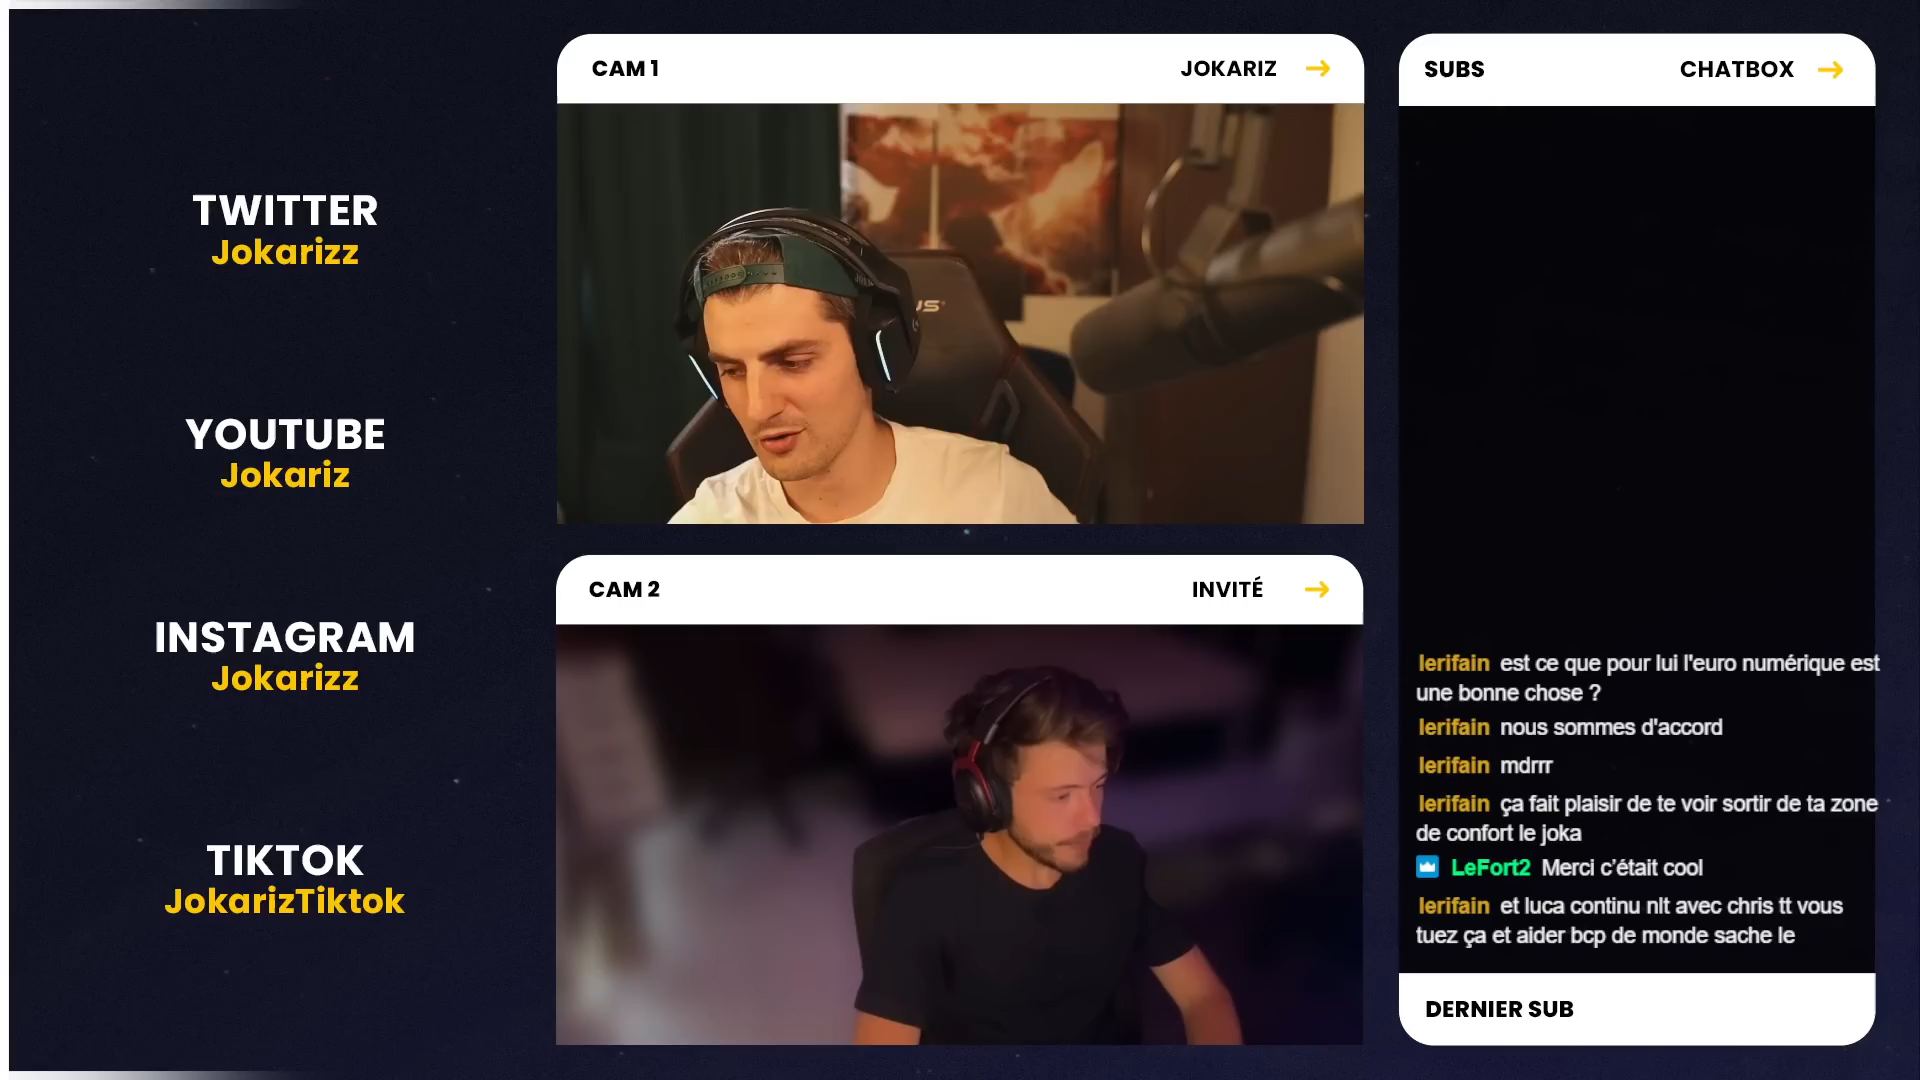 TWITTER
Jokarizz
YOUTUBE
Jokariz
INSTAGRAM
Jokarizz
TIKTOK
JokarizTiktok
CAM 1
JOKARIZ
CAM 2
INVITÉ
SUBS
CHATBOX
lerifain est ce que pour lui l'euro numérique est
une bonne chose ?
lerifain nous sommes d'accord
lerifain mdrrr
lerifain ça fait plaisir de te voir sortir de ta zone
de confort le joka
LeFort2 Merci c’était cool
lerifain et luca continu nlt avec chris tt vous
tuez ça et aider bcp de monde sache le
DERNIER SUB